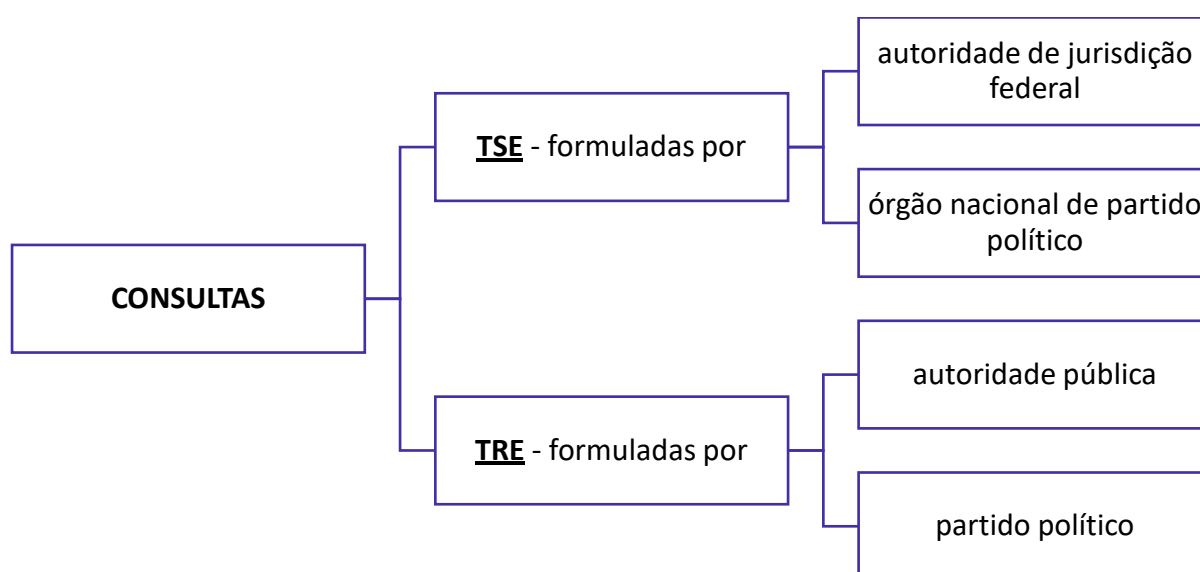 CONSULTAS
TSE - formuladas por
autoridade de jurisdição
federal
órgão nacional de partido
político
TRE - formuladas por
autoridade pública
partido político